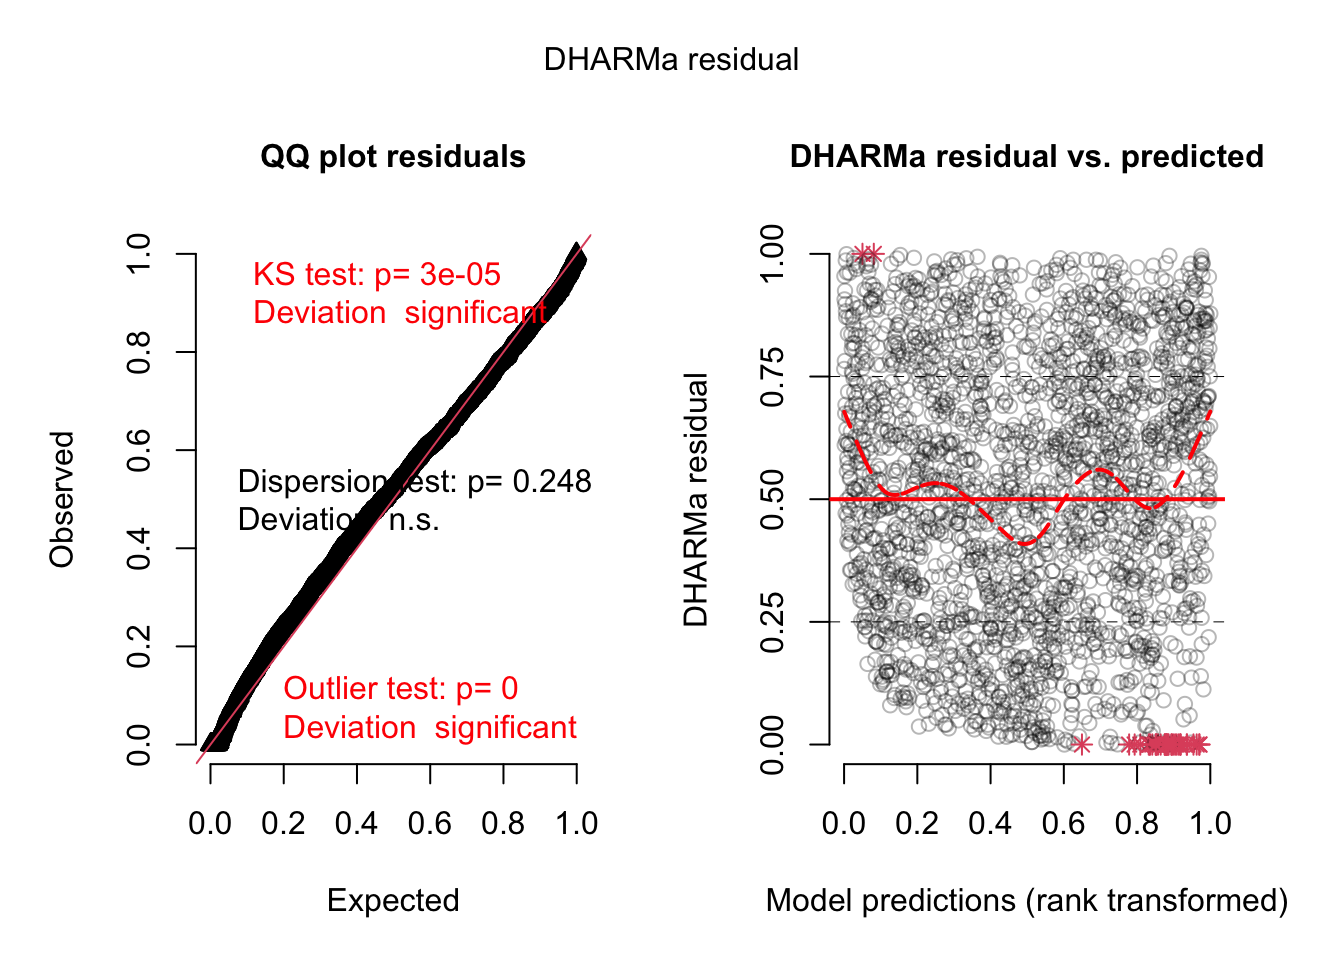 DHARMa residual
QQ plot residuals
KS test: p= 3e-05
Deviation  significant
Dispersion test: p= 0.248
Deviation  n.s.
Outlier test: p= 0
Deviation  significant
Observed
0.0 0.2 0.4 0.6 0.8 1.0
0.0 0.2 0.4 0.6 0.8 1.0
Expected
DHARMa residual vs. predicted
DHARMa residual
0.00 0.25 0.50 0.75 1.00
0.0 0.2 0.4 0.6 0.8 1.0
Model predictions (rank transformed)